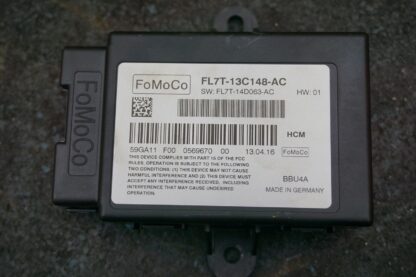 FoMoCo
FoMoCo FL7T-13C148-AC
SW: FL7T-14D063-AC HW: 01
HCM
59GA11 F00 0569670 00 13.04.16 FoMoCo
THIS DEVICE COMPLIES WITH PART 15 OF THE FCC
RULES. OPERATION IS SUBJECT TO THE FOLLOWING
TWO CONDITIONS: (1) THIS DEVICE MAY NOT CAUSE
HARMFUL INTERFERENCE AND (2) THIS DEVICE MUST
ACCEPT ANY INTERFERENCE RECEIVED, INCLUDING
INTERFERENCE THAT MAY CAUSE UNDESIRED
OPERATION.
BBU4A
MADE IN GERMANY